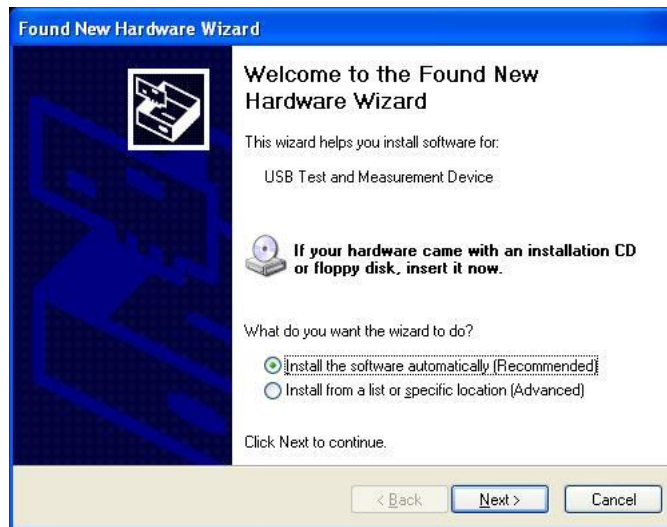 Found New Hardware Wizard
Welcome to the Found New
Hardware Wizard
This wizard helps you install software for:
USB Test and Measurement Device
If your hardware came with an installation CD
or floppy disk, insert it now.
What do you want the wizard to do?
Install the software automatically (Recommended)
Install from a list or specific location (Advanced)
Click Next to continue.
< Back Next > Cancel